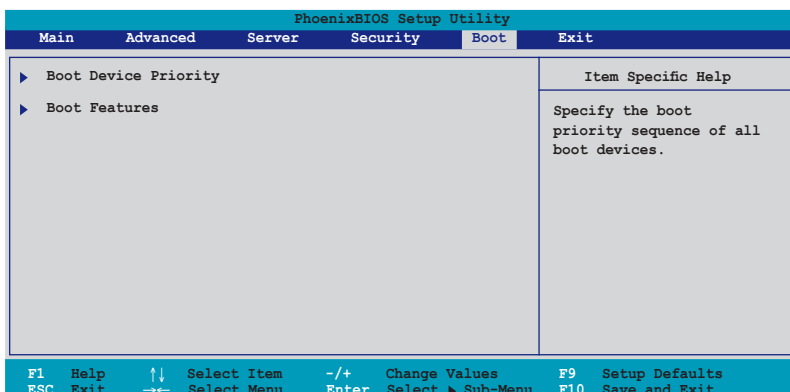 PhoenixBIOS Setup Utility
Main Advanced Server Security Boot Exit
Boot Device Priority
Boot Features
Item Specific Help
Specify the boot
priority sequence of all
boot devices.
F1 Help ↑↓ Select Item -/+ Change Values F9 Setup Defaults
ESC Exit →← Select Menu Enter Select ▶ Sub-Menu F10 Save and Exit